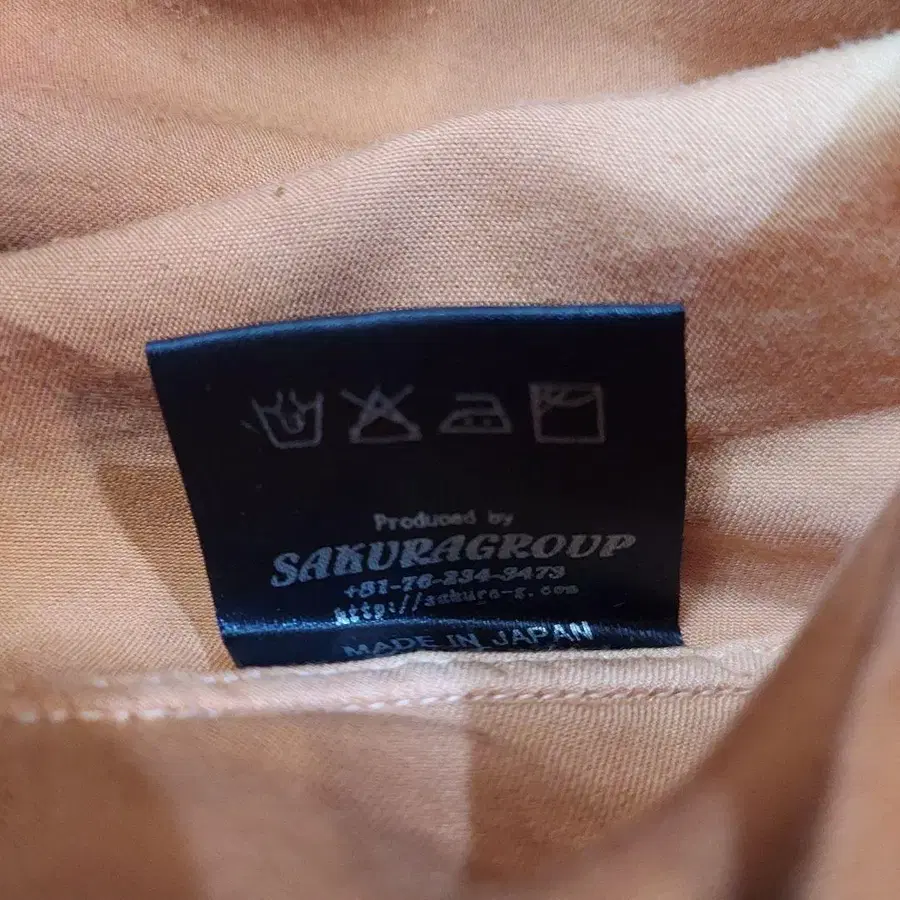 Produced by
SAKURAGROUP
+81-76-234-3473
http://sakura-g.com
MADE IN JAPAN